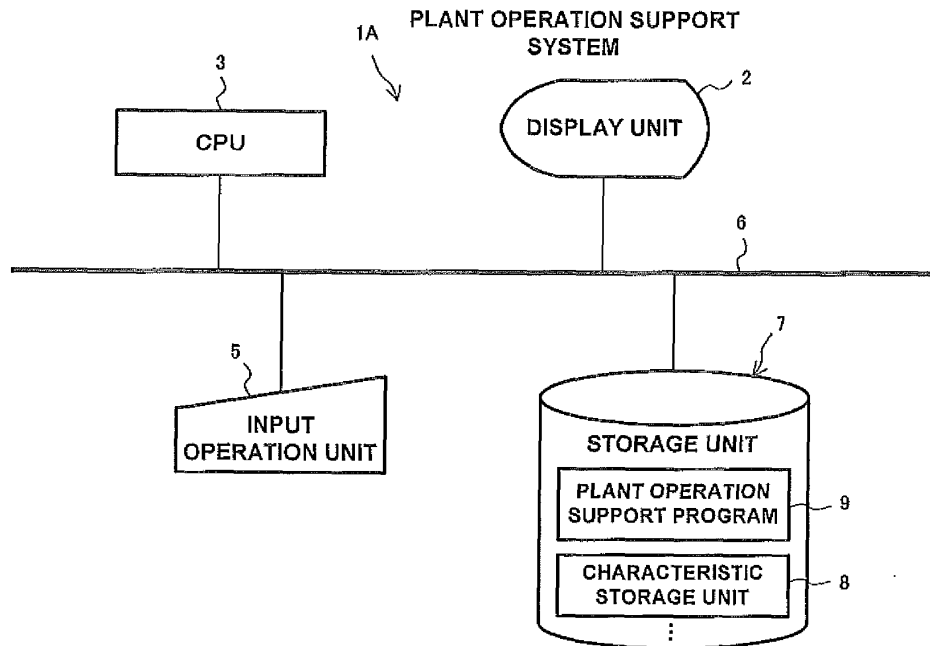 PLANT OPERATION SUPPORT
SYSTEM
1A
3
2
CPU
DISPLAY UNIT
6
5
7
INPUT
OPERATION UNIT
STORAGE UNIT
PLANT OPERATION
SUPPORT PROGRAM
9
CHARACTERISTIC
STORAGE UNIT
8